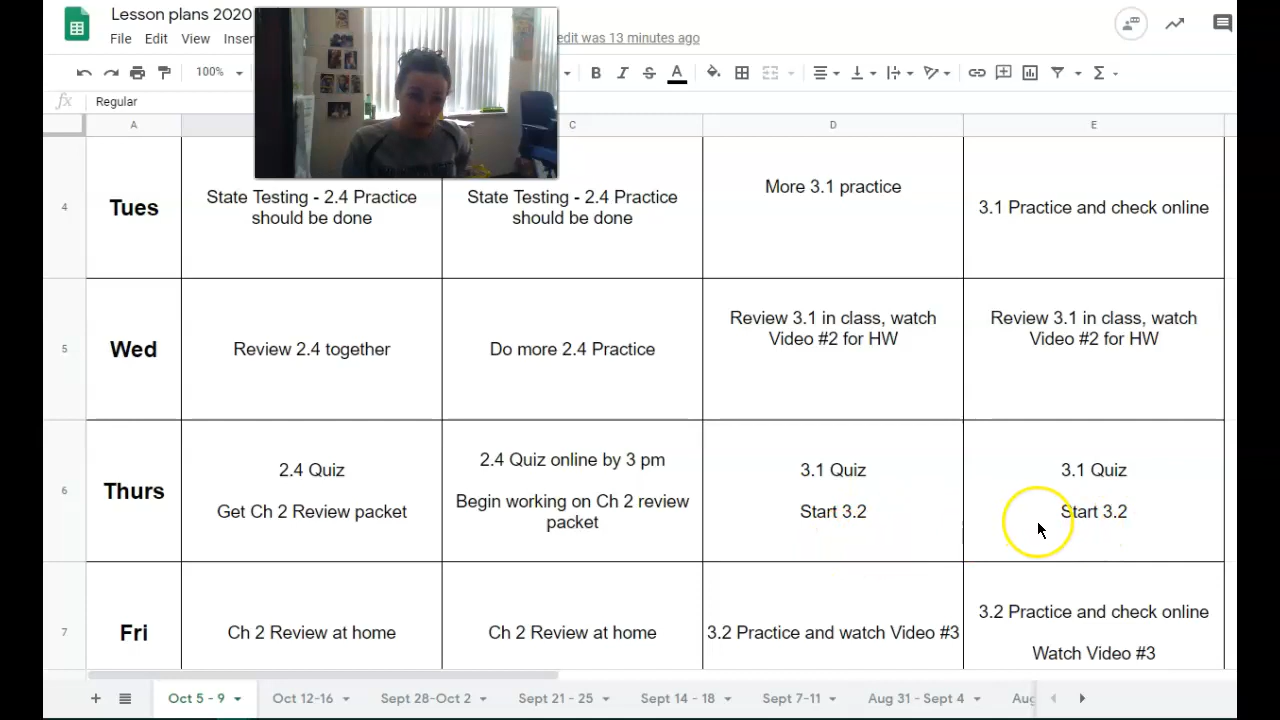 Lesson plans 2020
File Edit View
edit was 13 minutes ago
100%
fx Regular
A C D E
4 Tues
State Testing - 2.4 Practice
should be done
State Testing - 2.4 Practice
should be done
More 3.1 practice
3.1 Practice and check online
5 Wed
Review 2.4 together
Do more 2.4 Practice
Review 3.1 in class, watch
Video #2 for HW
Review 3.1 in class, watch
Video #2 for HW
6 Thurs
2.4 Quiz
Get Ch 2 Review packet
2.4 Quiz online by 3 pm
Begin working on Ch 2 review
packet
3.1 Quiz
Start 3.2
3.1 Quiz
Start 3.2
7 Fri
Ch 2 Review at home
Ch 2 Review at home
3.2 Practice and watch Video #3
3.2 Practice and check online
Watch Video #3
Oct 5 - 9 Oct 12-16 Sept 28-Oct 2 Sept 21 - 25 Sept 14 - 18 Sept 7-11 Aug 31 - Sept 4